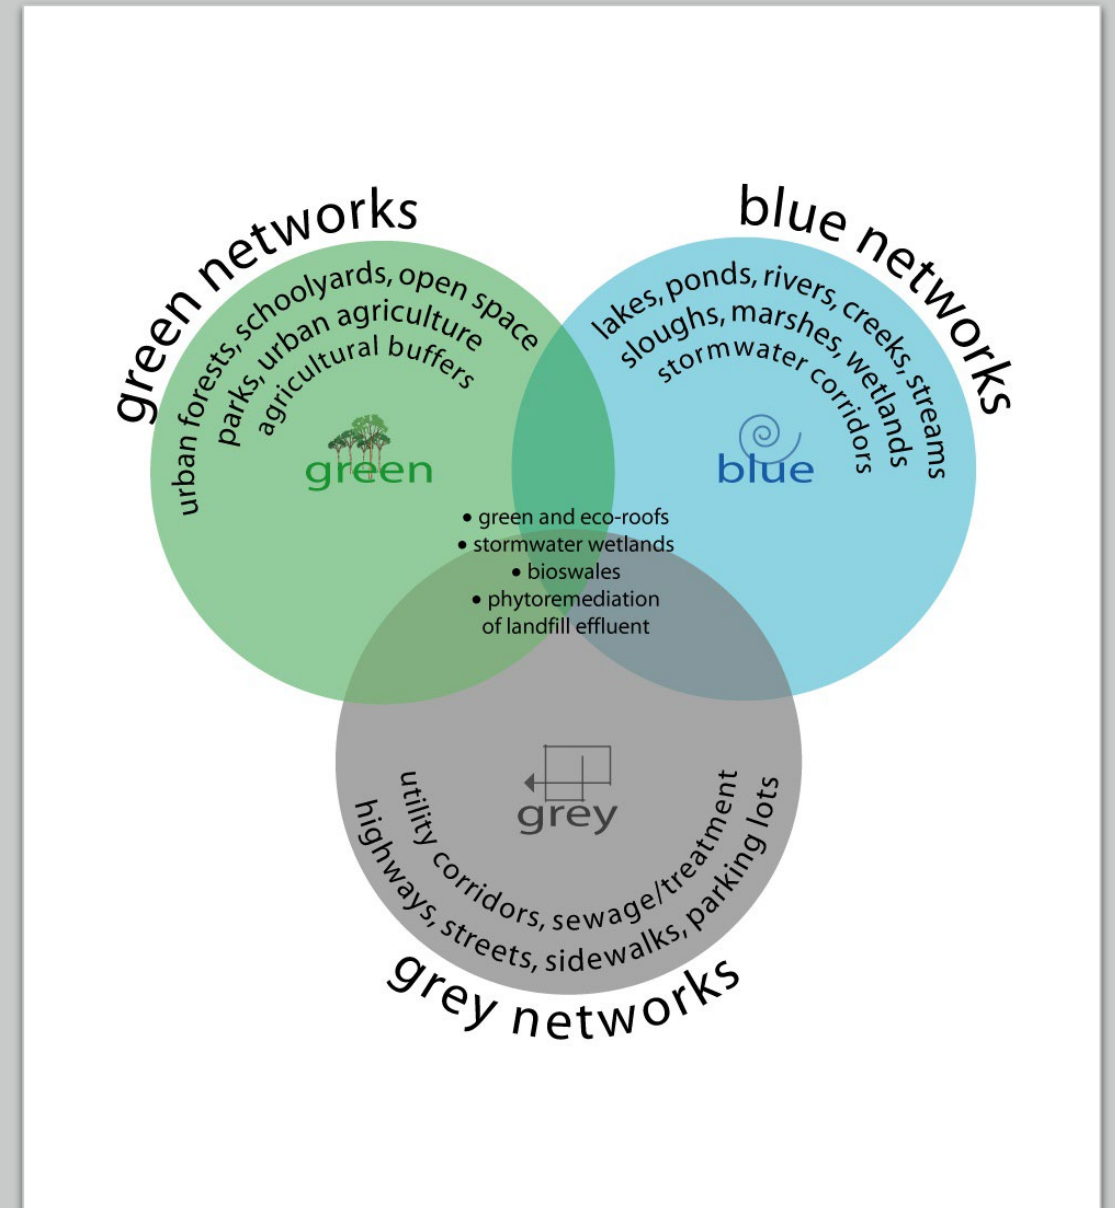 green networks
urban forests, schoolyards, open space
parks, urban agriculture
agricultural buffers
green
blue networks
lakes, ponds, rivers, creeks, streams
sloughs, marshes, wetlands
stormwater corridors
blue
• green and eco-roofs
• stormwater wetlands
• bioswales
• phytoremediation
of landfill effluent
grey
utility corridors, sewage/treatment
highways, streets, sidewalks, parking lots
grey networks